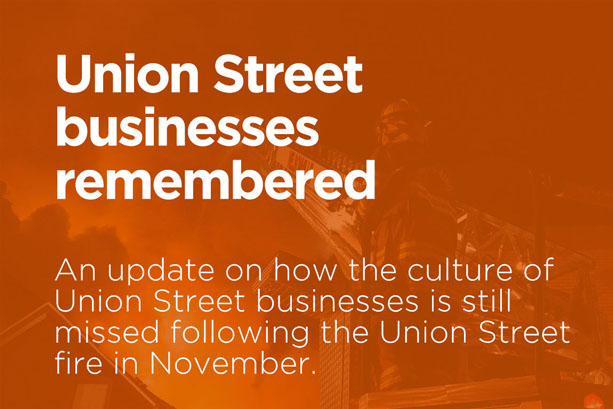 Union Street
businesses
remembered
An update on how the culture of
Union Street businesses is still
missed following the Union Street
fire in November.